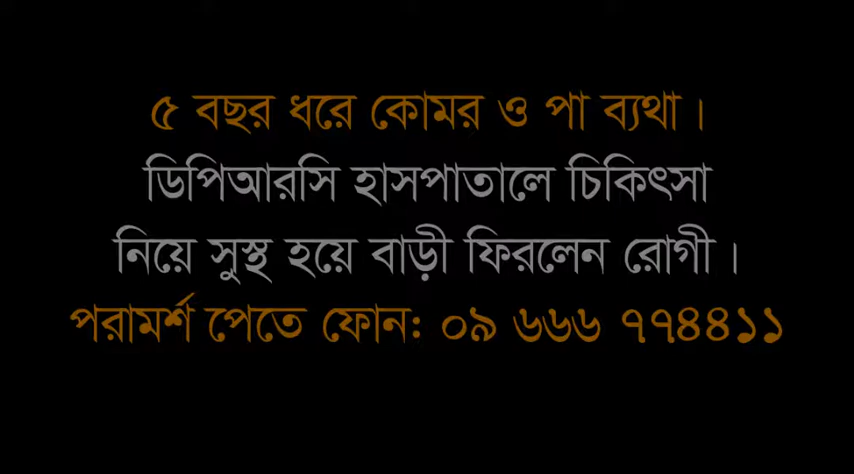 ৫ বছর ধরে কোমর ও পা ব্যথা।
ডিপিআরসি হাসপাতালে চিকিৎসা
নিয়ে সুস্থ হয়ে বাড়ী ফিরলেন রোগী।
পরামর্শ পেতে ফোন: ০৯ ৬৬৬ ৭৭৪৪১১